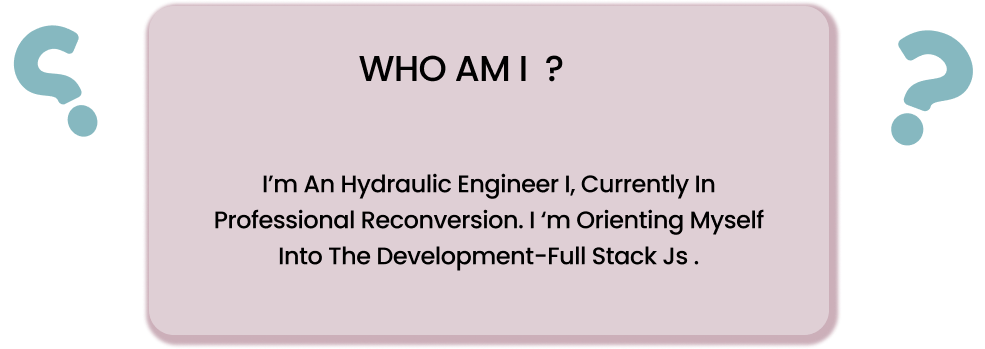 WHO AM I ?
I’m An Hydraulic Engineer I, Currently In
Professional Reconversion. I ‘m Orienting Myself
Into The Development-Full Stack Js .